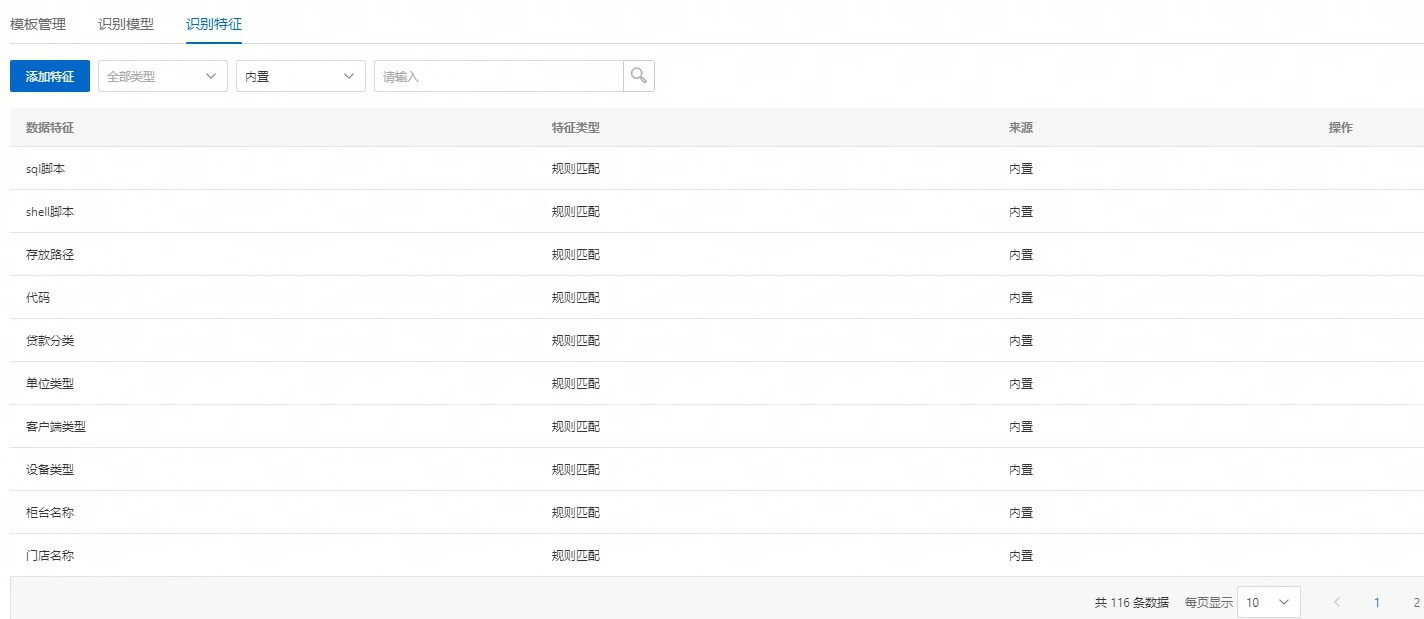 模板管理 识别模型 识别特征
添加特征 全部类型 内置 请输入
数据特征 特征类型 来源 操作
sql脚本 规则匹配 内置
shell脚本 规则匹配 内置
存放路径 规则匹配 内置
代码 规则匹配 内置
贷款分类 规则匹配 内置
单位类型 规则匹配 内置
客户端类型 规则匹配 内置
设备类型 规则匹配 内置
柜台名称 规则匹配 内置
门店名称 规则匹配 内置
共 116 条数据 每页显示 10 1 2